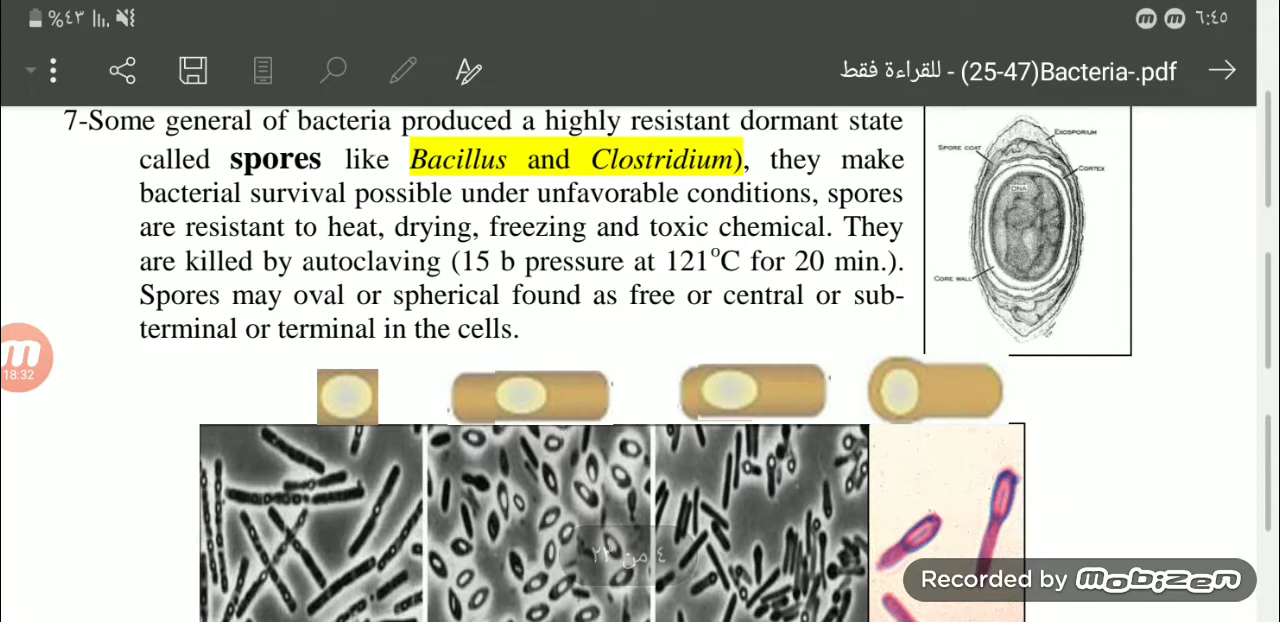 %٤٣
٦:٤٥
(25-47)Bacteria-.pdf - للقراءة فقط
7-Some general of bacteria produced a highly resistant dormant state
called spores like Bacillus and Clostridium), they make
bacterial survival possible under unfavorable conditions, spores
are resistant to heat, drying, freezing and toxic chemical. They
are killed by autoclaving (15 b pressure at 121°C for 20 min.).
Spores may oval or spherical found as free or central or sub-
terminal or terminal in the cells.
EXOSPORIUM
SPORE COAT
CORTEX
DNA
CORE WALL
18:32
٤ من ٢٣
Recorded by mobizen